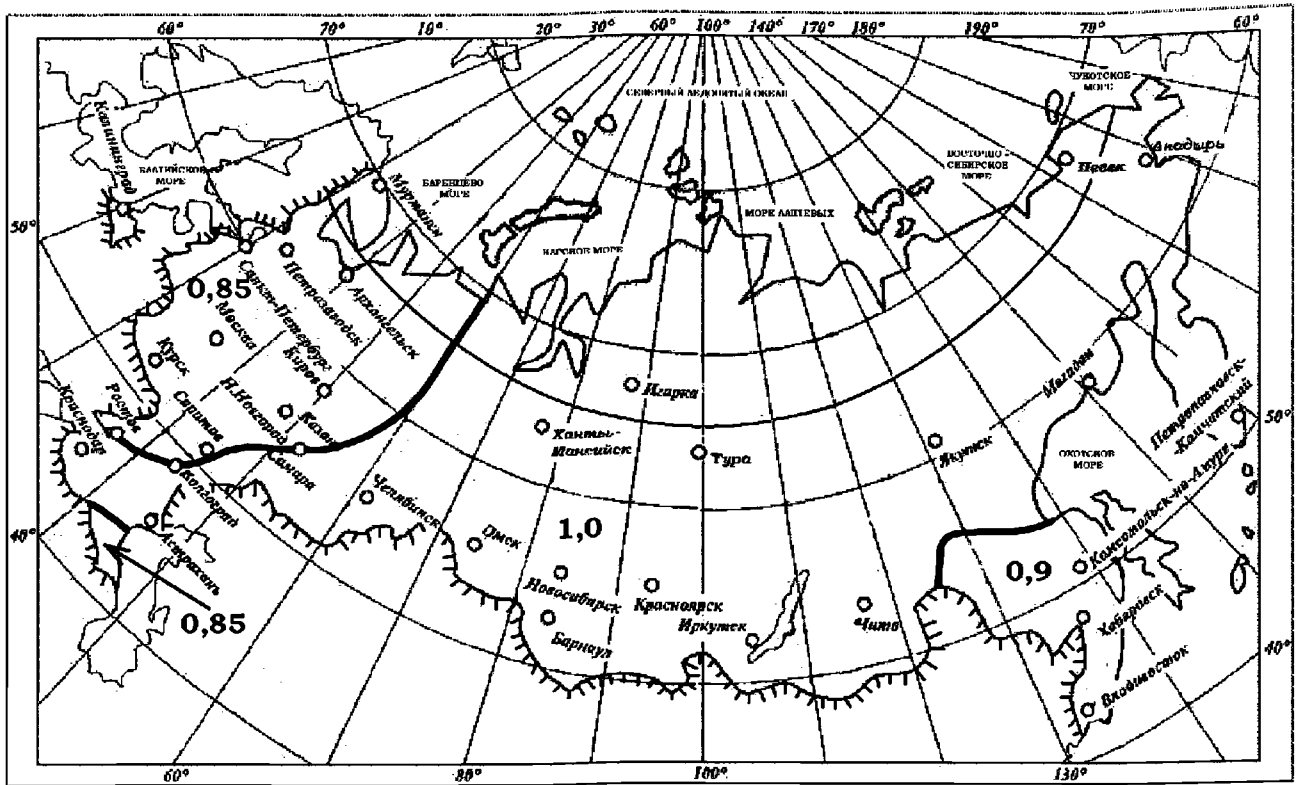 60° 70° 10° 20° 30° 60° 100° 140° 170° 180° 190° 70° 60°
ЧУКОТСКОЕ
МОРЕ
СЕВЕРНЫЙ ЛЕДОВИТЫЙ ОКЕАН
Калининград
БАЛТИЙСКОЕ
МОРЕ
БАРЕНЦЕВО
МОРЕ
Мурманск
ВОСТОЧНО-
СИБИРСКОЕ
МОРЕ
Певек
Анадырь
МОРЕ ЛАПТЕВЫХ
КАРСКОЕ МОРЕ
50°
0,85
Санкт-Петербург
Петрозаводск
Архангельск
Москва
Курск
Киров
Н.Новгород
Казань
Краснодар
Ростов
Саратов
Самара
Волгоград
Астрахань
Игарка
Ханты-
Мансийск
Тура
Якунск
Магадан
Петропавловск-
Камчатский
50°
ОХОТСКОЕ
МОРЕ
Челябинск
Омск
1,0
Новосибирск
Барнаул
Красноярск
Иркутск
Чита
0,9
Комсомольск-на-Амуре
Хабаровск
Владивосток
40°
40°
0,85
60° 80° 100° 130°